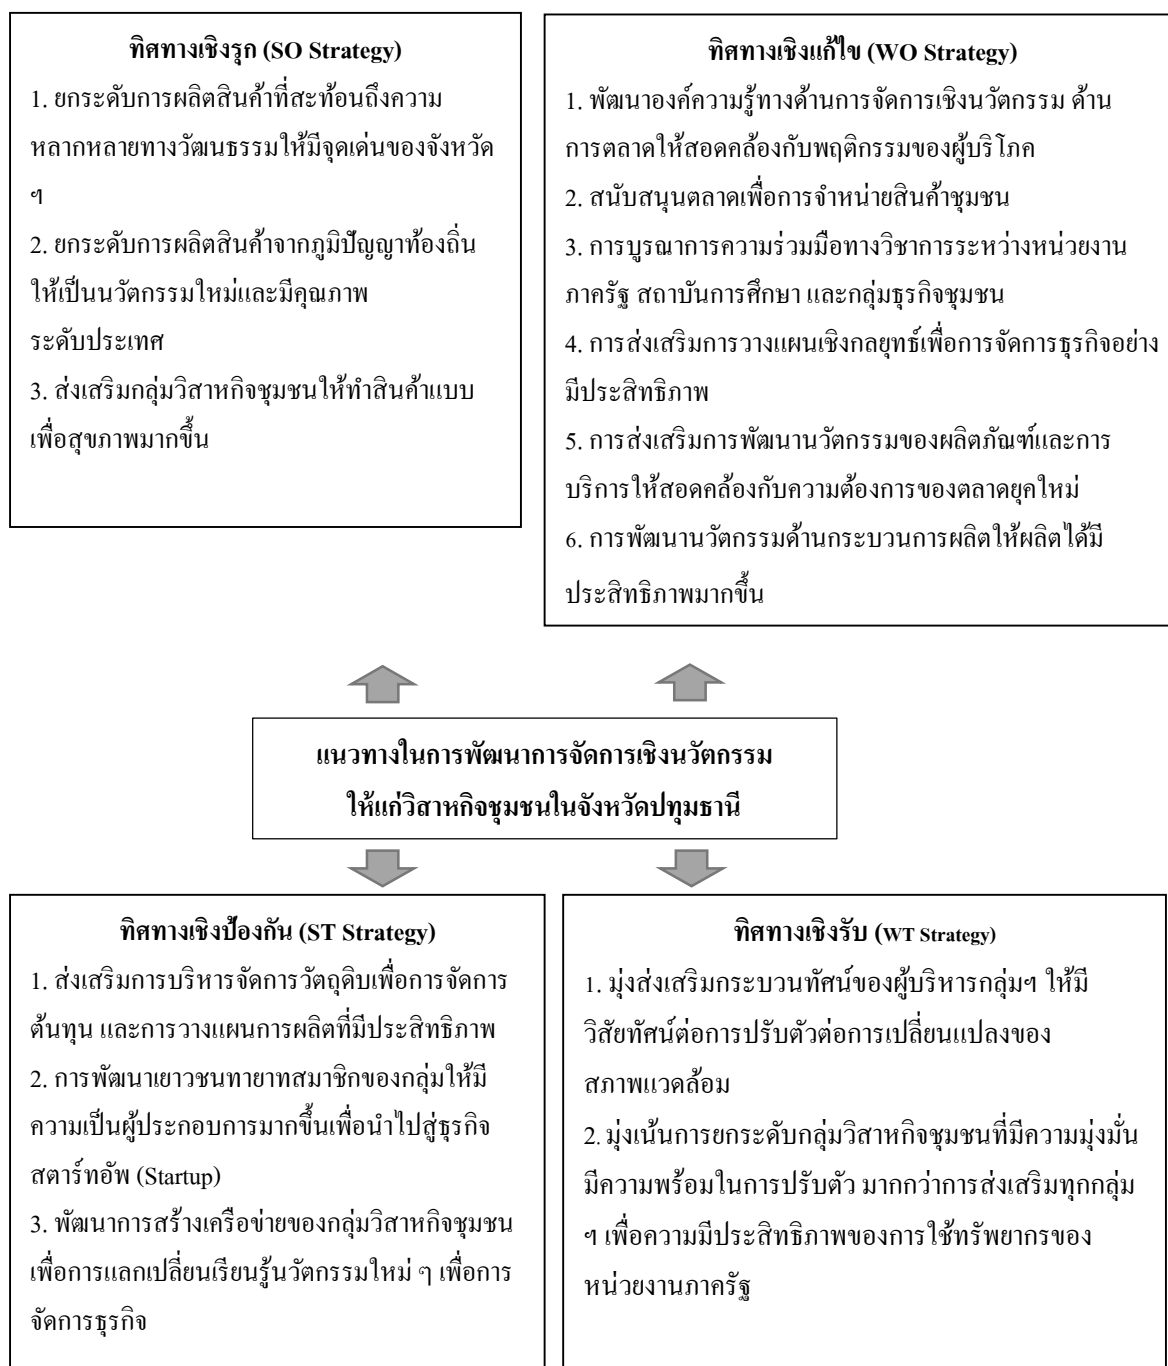 ทิศทางเชิงรุก (SO Strategy)
1. ยกระดับการผลิตสินค้าที่สะท้อนถึงความ
หลากหลายทางวัฒนธรรมให้มีจุดเด่นของจังหวัด
ฯ
2. ยกระดับการผลิตสินค้าจากภูมิปัญญาท้องถิ่น
ให้เป็นนวัตกรรมใหม่และมีคุณภาพ
ระดับประเทศ
3. ส่งเสริมกลุ่มวิสาหกิจชุมชนให้ทำสินค้าแบบ
เพื่อสุขภาพมากขึ้น
ทิศทางเชิงแก้ไข (WO Strategy)
1. พัฒนาองค์ความรู้ทางด้านการจัดการเชิงนวัตกรรม ด้าน
การตลาดให้สอดคล้องกับพฤติกรรมของผู้บริโภค
2. สนับสนุนตลาดเพื่อการจำหน่ายสินค้าชุมชน
3. การบูรณาการความร่วมมือทางวิชาการระหว่างหน่วยงาน
ภาครัฐ สถาบันการศึกษา และกลุ่มธุรกิจชุมชน
4. การส่งเสริมการวางแผนเชิงกลยุทธ์เพื่อการจัดการธุรกิจอย่าง
มีประสิทธิภาพ
5. การส่งเสริมการพัฒนานวัตกรรมของผลิตภัณฑ์และการ
บริการให้สอดคล้องกับความต้องการของตลาดยุคใหม่
6. การพัฒนานวัตกรรมด้านกระบวนการผลิตให้ผลิตได้มี
ประสิทธิภาพมากขึ้น
แนวทางในการพัฒนาการจัดการเชิงนวัตกรรม
ให้แก่วิสาหกิจชุมชนในจังหวัดปทุมธานี
ทิศทางเชิงป้องกัน (ST Strategy)
1. ส่งเสริมการบริหารจัดการวัตถุดิบเพื่อการจัดการ
ต้นทุน และการวางแผนการผลิตที่มีประสิทธิภาพ
2. การพัฒนาเยาวชนทายาทสมาชิกของกลุ่มให้มี
ความเป็นผู้ประกอบการมากขึ้นเพื่อนำไปสู่ธุรกิจ
สตาร์ทอัพ (Startup)
3. พัฒนาการสร้างเครือข่ายของกลุ่มวิสาหกิจชุมชน
เพื่อการแลกเปลี่ยนเรียนรู้นวัตกรรมใหม่ ๆ เพื่อการ
จัดการธุรกิจ
ทิศทางเชิงรับ (WT Strategy)
1. มุ่งส่งเสริมกระบวนทัศน์ของผู้บริหารกลุ่มฯ ให้มี
วิสัยทัศน์ต่อการปรับตัวต่อการเปลี่ยนแปลงของ
สภาพแวดล้อม
2. มุ่งเน้นการยกระดับกลุ่มวิสาหกิจชุมชนที่มีความมุ่งมั่น
มีความพร้อมในการปรับตัว มากกว่าการส่งเสริมทุกกลุ่ม
ฯ เพื่อความมีประสิทธิภาพของการใช้ทรัพยากรของ
หน่วยงานภาครัฐ